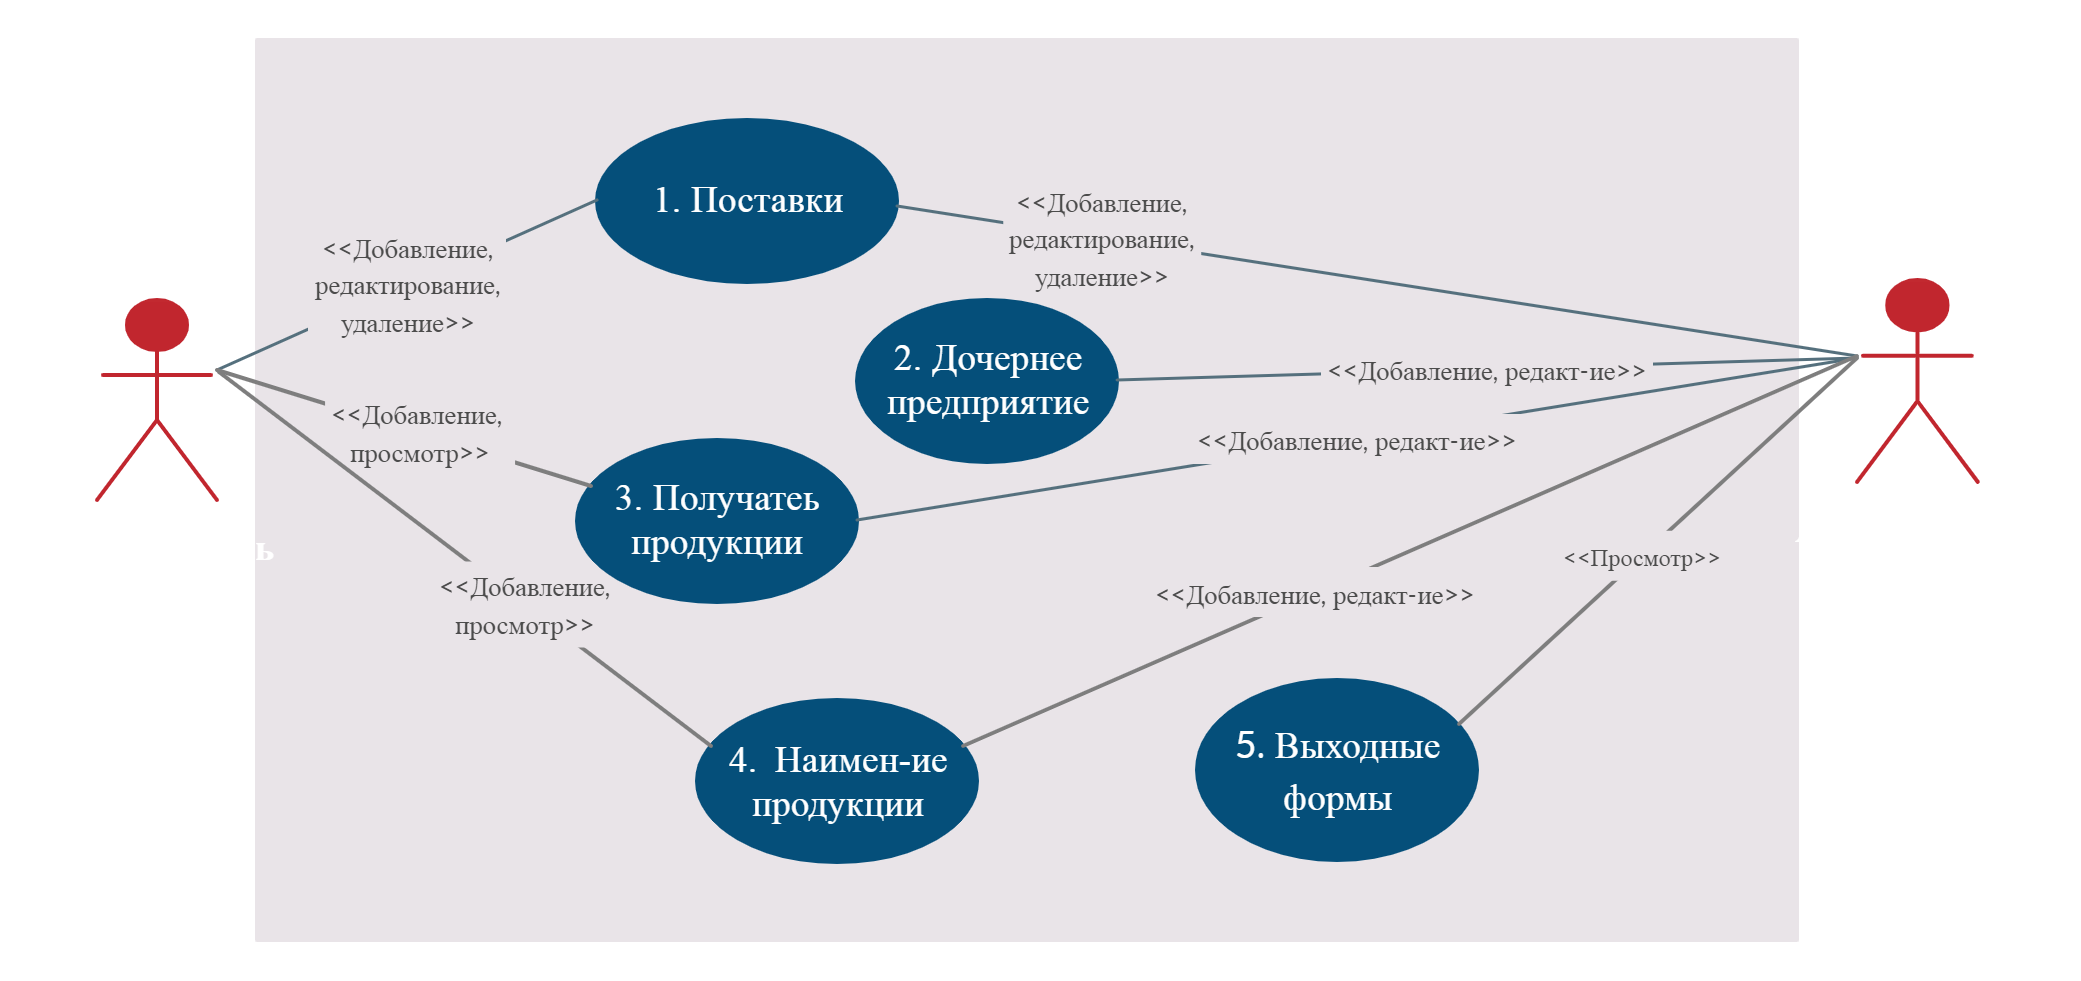 1. Поставки
<<Добавление,
редактирование,
удаление>>
<<Добавление,
редактирование,
удаление>>
2. Дочернее
предприятие
<<Добавление, редакт-ие>>
<<Добавление,
просмотр>>
<<Добавление, редакт-ие>>
3. Получатеь
продукции
ь
<<Просмотр>>
<<Добавление,
просмотр>>
<<Добавление, редакт-ие>>
4. Наимен-ие
продукции
5. Выходные
формы